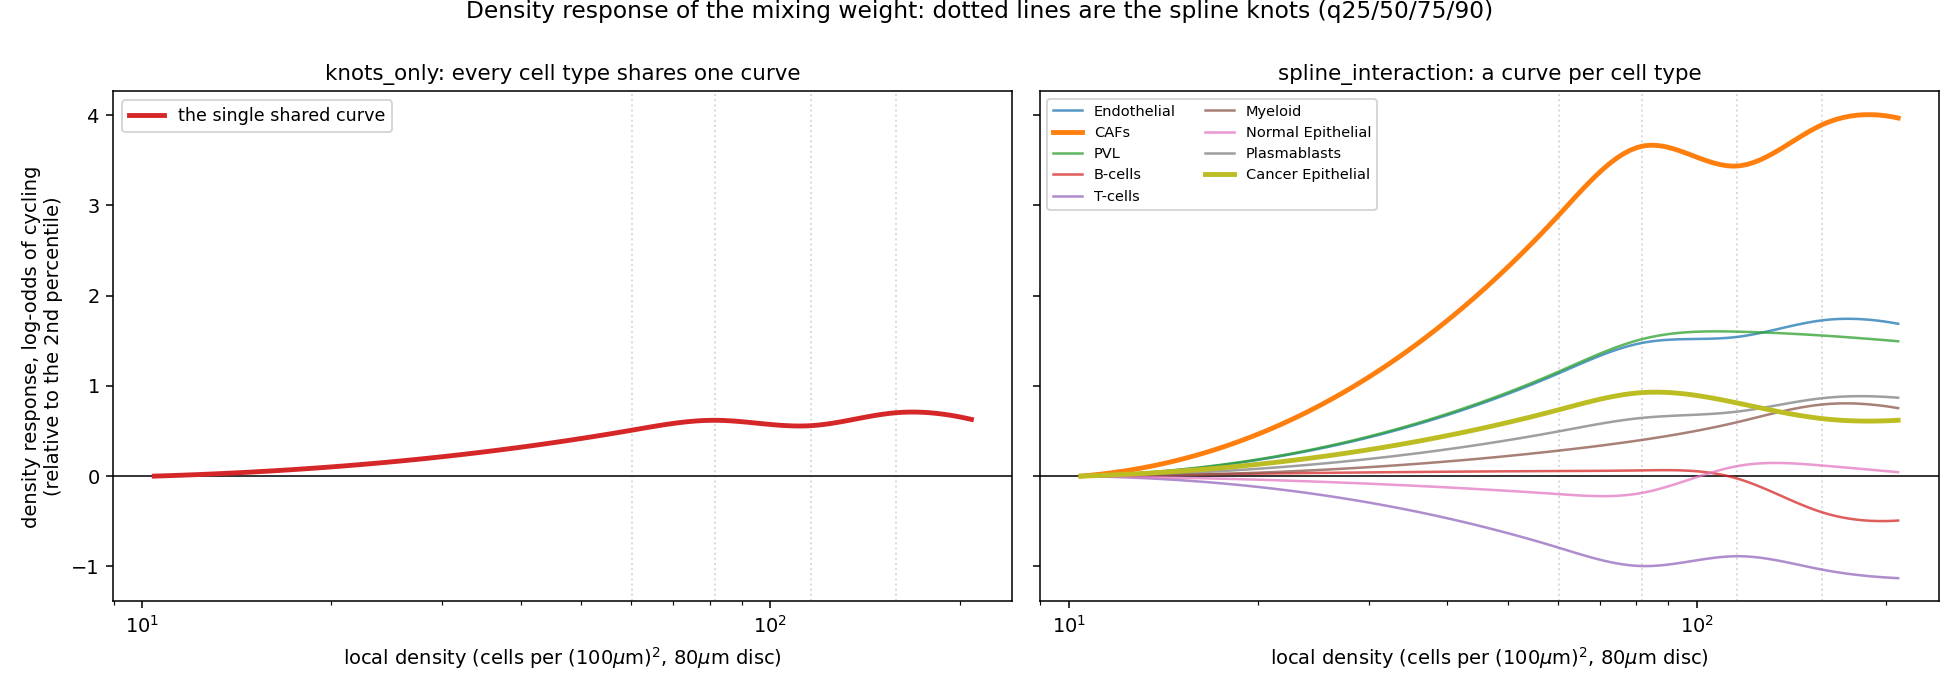 Density response of the mixing weight: dotted lines are the spline knots (q25/50/75/90)
knots_only: every cell type shares one curve
the single shared curve
4
3
2
1
0
−1
density response, log-odds of cycling
(relative to the 2nd percentile)
10¹
10²
local density (cells per (100μm)², 80μm disc)
spline_interaction: a curve per cell type
Endothelial
CAFs
PVL
B-cells
T-cells
Myeloid
Normal Epithelial
Plasmablasts
Cancer Epithelial
10¹
10²
local density (cells per (100μm)², 80μm disc)